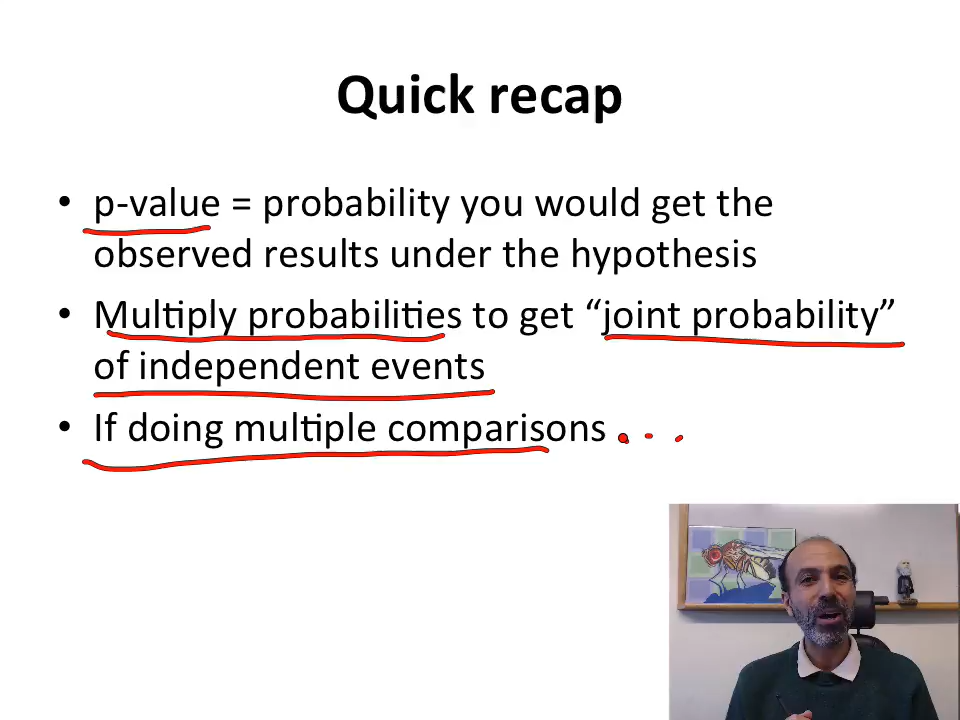 Quick recap
• p-value = probability you would get the
observed results under the hypothesis
• Multiply probabilities to get “joint probability”
of independent events
• If doing multiple comparisons . . .